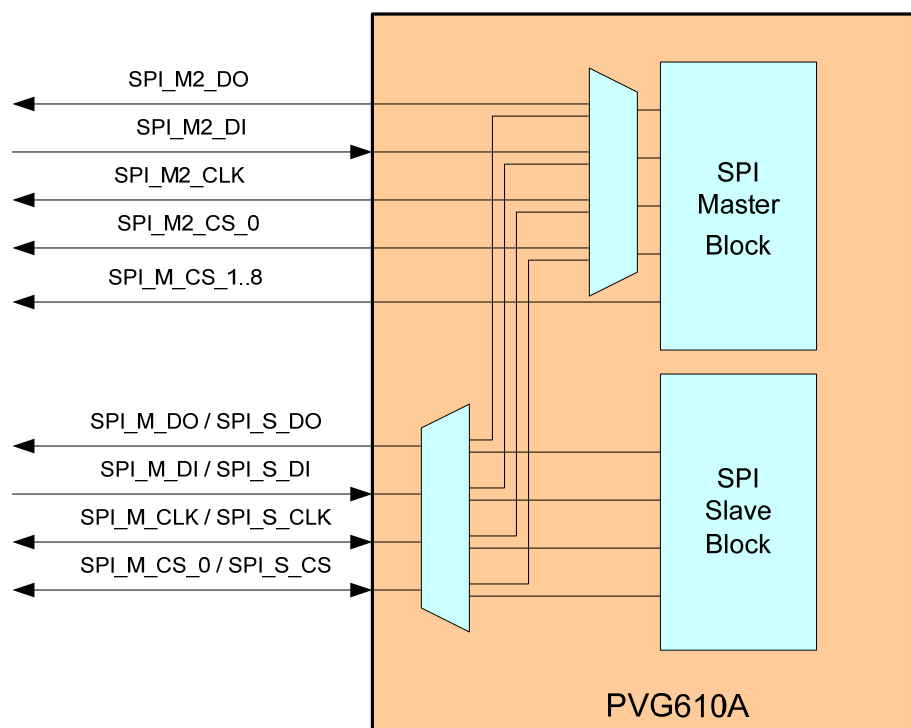 SPI_M2_DO
SPI_M2_DI
SPI_M2_CLK
SPI_M2_CS_0
SPI_M_CS_1..8
SPI_M_DO / SPI_S_DO
SPI_M_DI / SPI_S_DI
SPI_M_CLK / SPI_S_CLK
SPI_M_CS_0 / SPI_S_CS
SPI
Master
Block
SPI
Slave
Block
PVG610A